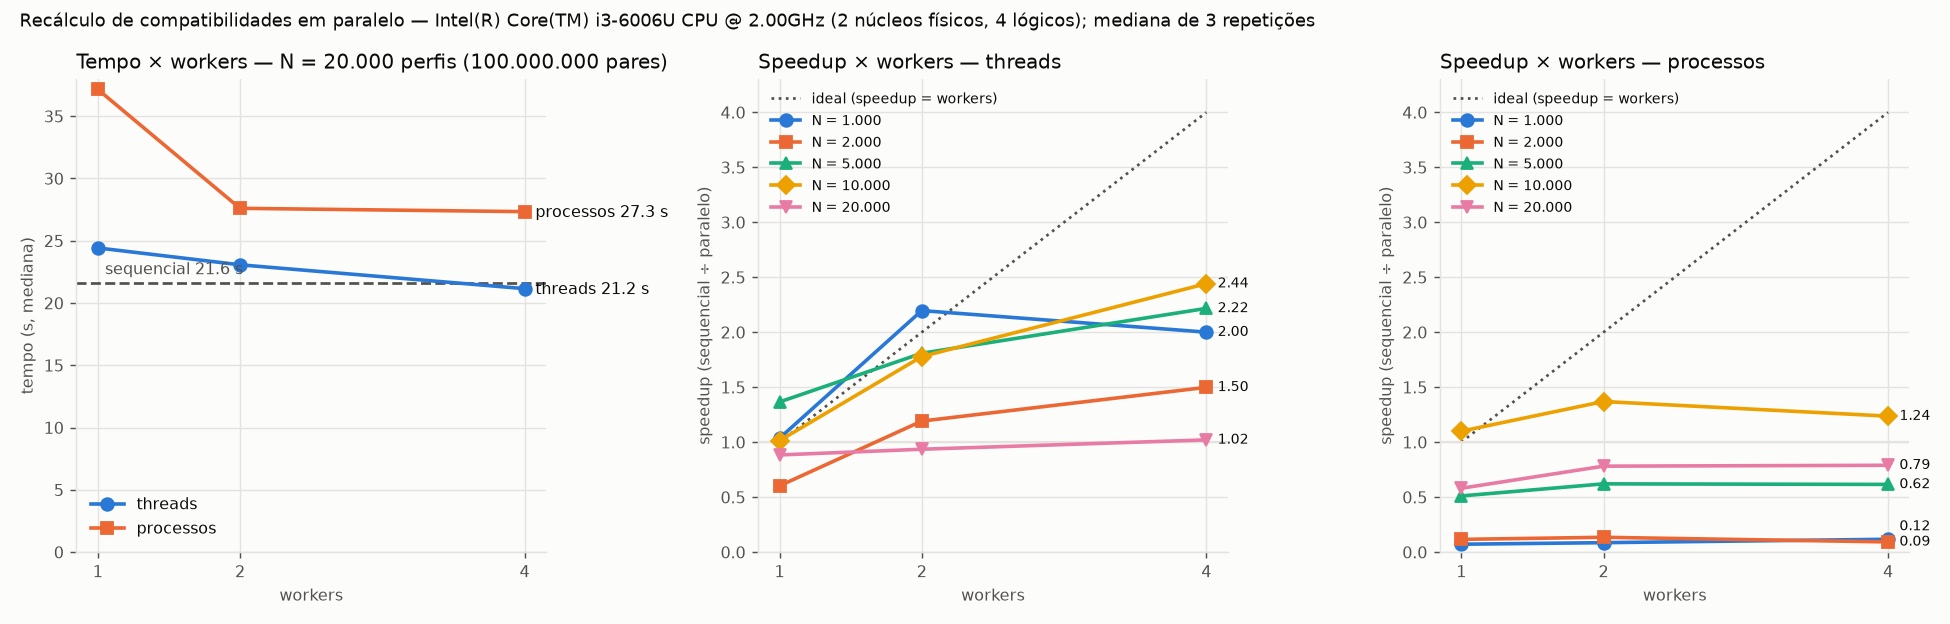 Recálculo de compatibilidades em paralelo — Intel(R) Core(TM) i3-6006U CPU @ 2.00GHz (2 núcleos físicos, 4 lógicos); mediana de 3 repetições
Tempo × workers — N = 20.000 perfis (100.000.000 pares)
tempo (s, mediana)
35
30
25
20
15
10
5
0
processos 27.3 s
sequencial 21.6 s
threads 21.2 s
threads
processos
1
2
4
workers
Speedup × workers — threads
speedup (sequencial ÷ paralelo)
ideal (speedup = workers)
N = 1.000
N = 2.000
N = 5.000
N = 10.000
N = 20.000
4.0
3.5
3.0
2.5
2.0
1.5
1.0
0.5
0.0
2.44
2.22
2.00
1.50
1.02
1
2
4
workers
Speedup × workers — processos
speedup (sequencial ÷ paralelo)
ideal (speedup = workers)
N = 1.000
N = 2.000
N = 5.000
N = 10.000
N = 20.000
4.0
3.5
3.0
2.5
2.0
1.5
1.0
0.5
0.0
1.24
0.79
0.62
0.12
0.09
1
2
4
workers